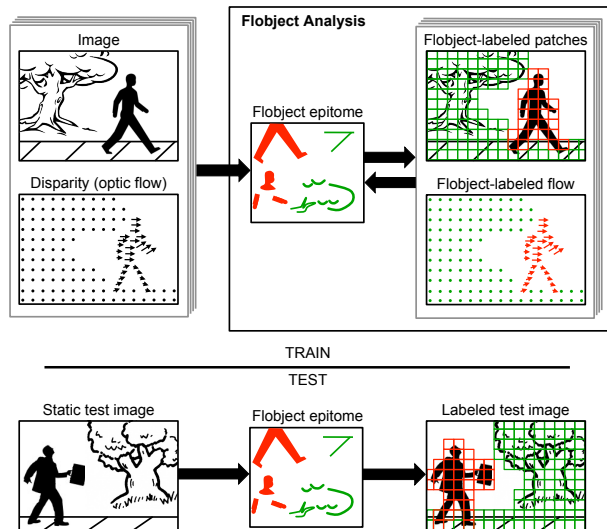 Flobject Analysis
Image
Flobject-labeled patches
Flobject epitome
Disparity (optic flow)
Flobject-labeled flow
TRAIN
TEST
Static test image
Flobject epitome
Labeled test image